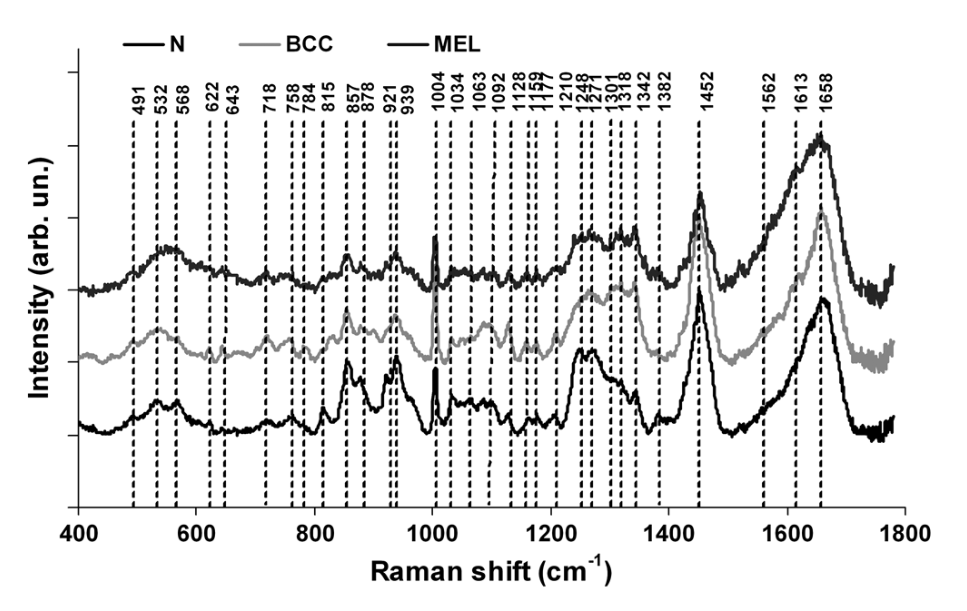 N BCC MEL
491 532 568 622 643 718 758 784 815 857 878 921 939 1004 1034 1063 1092 1128 1159 1177 1210 1248 1271 1301 1318 1342 1382 1452 1562 1613 1658
Intensity (arb. un.)
400 600 800 1000 1200 1400 1600 1800
Raman shift (cm⁻¹)